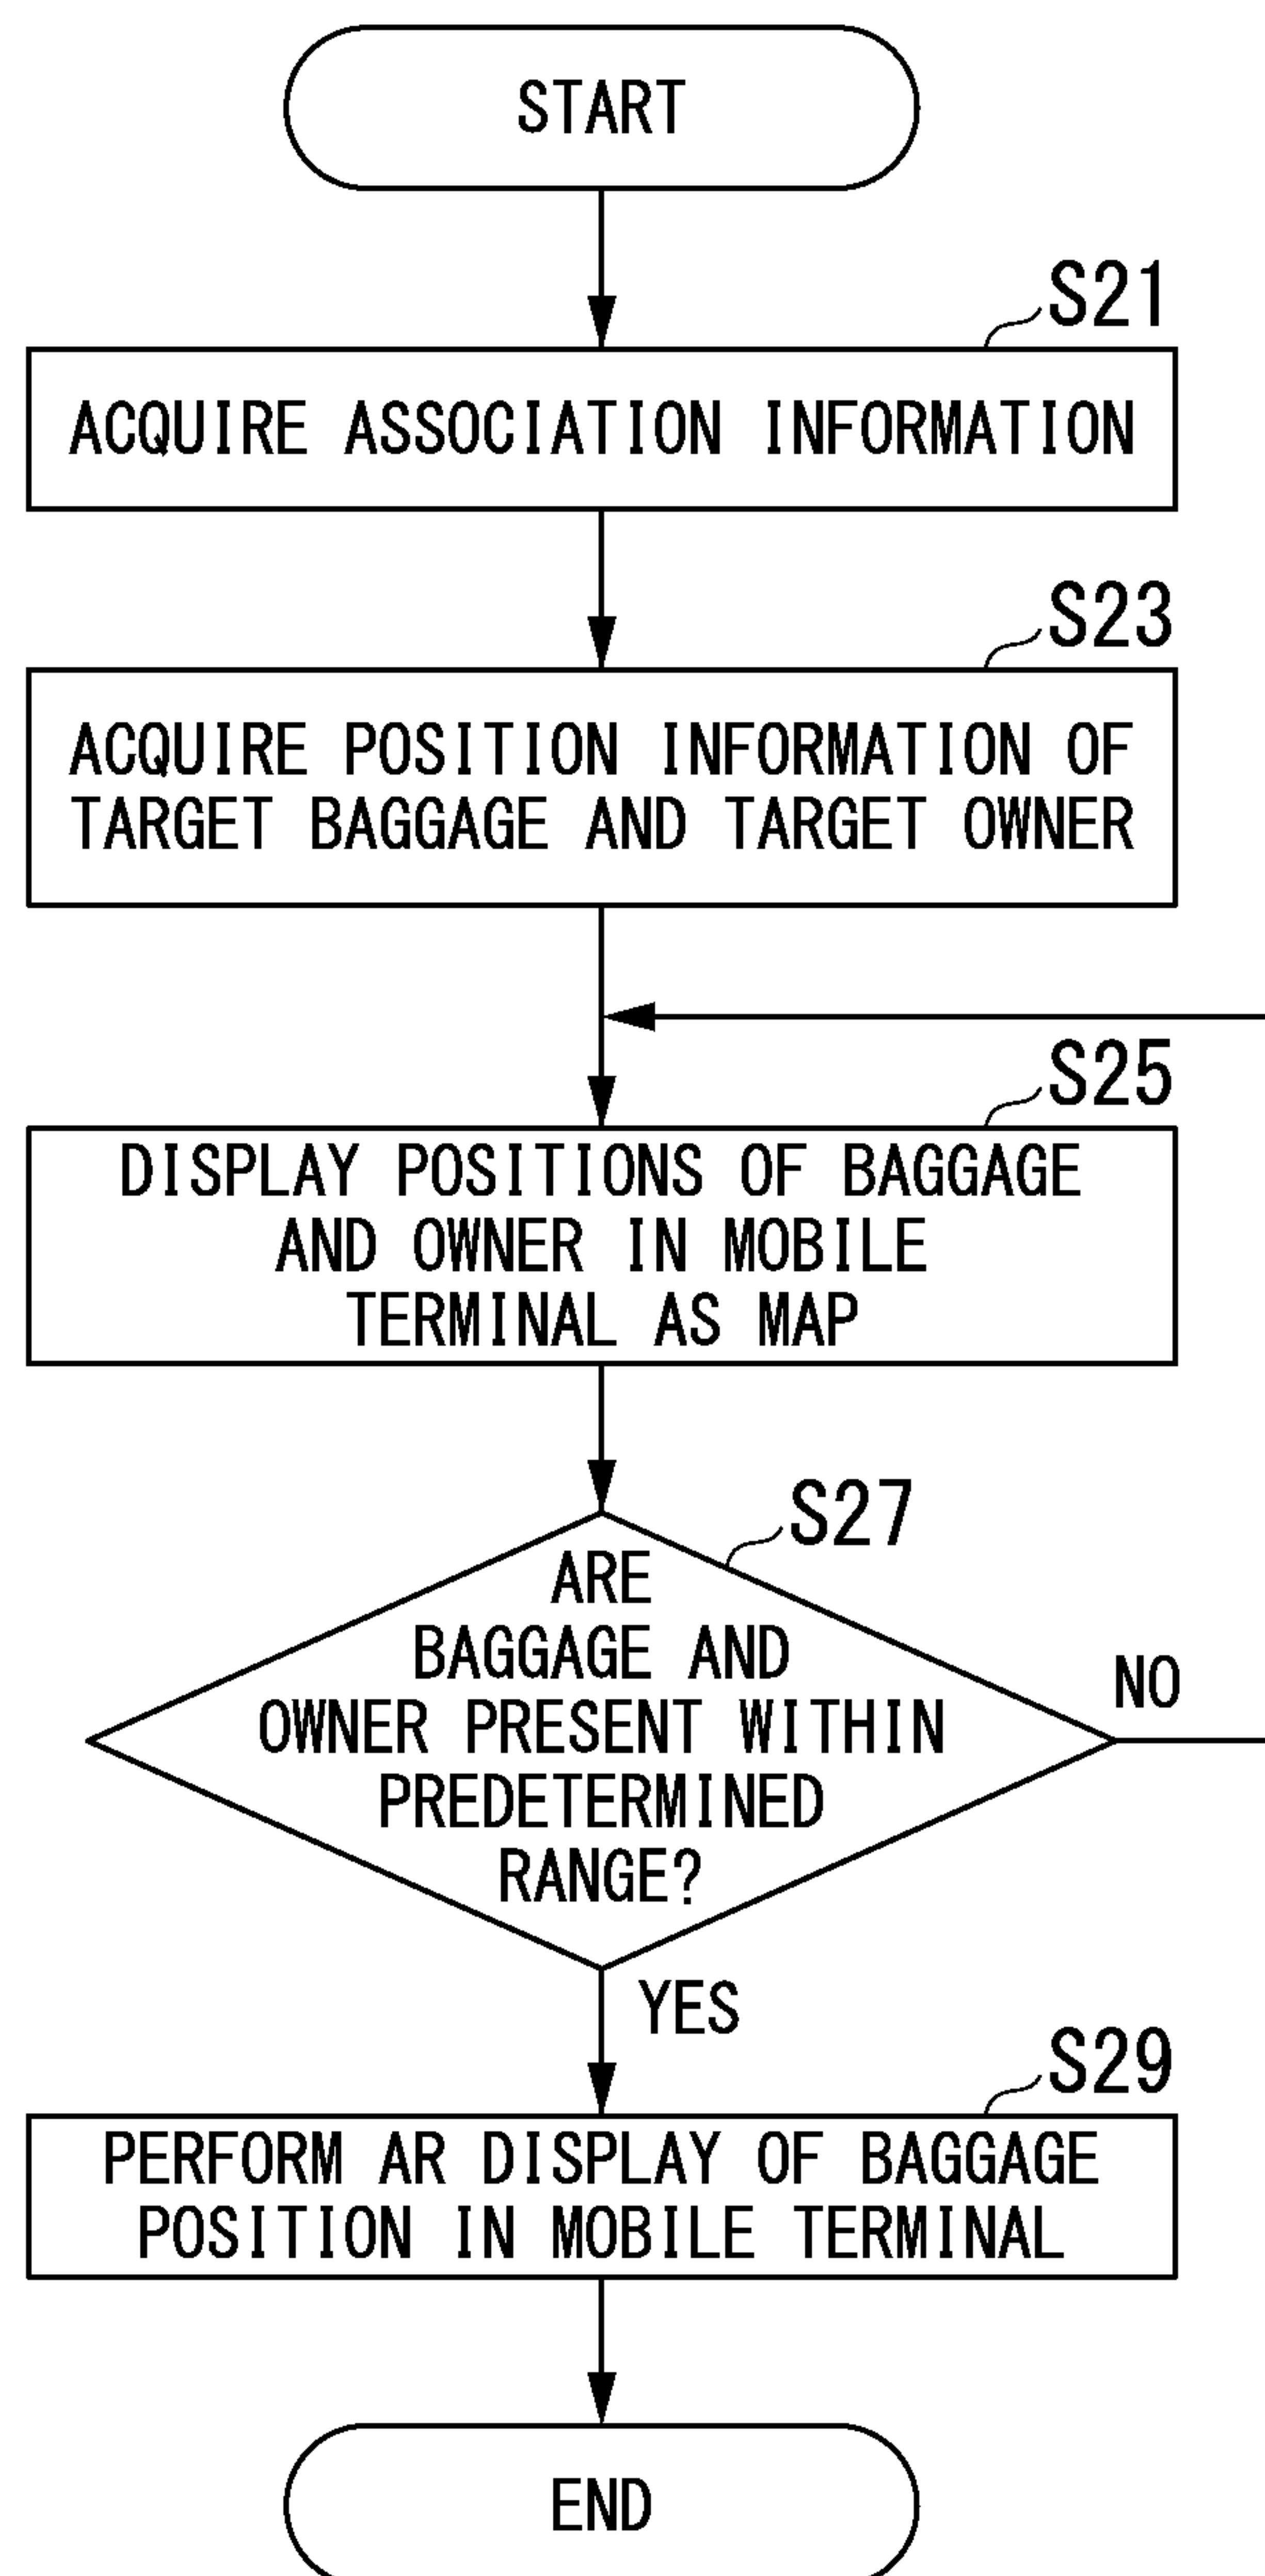 START
S21
ACQUIRE ASSOCIATION INFORMATION
S23
ACQUIRE POSITION INFORMATION OF
TARGET BAGGAGE AND TARGET OWNER
S25
DISPLAY POSITIONS OF BAGGAGE
AND OWNER IN MOBILE
TERMINAL AS MAP
S27
ARE
BAGGAGE AND
OWNER PRESENT WITHIN
PREDETERMINED
RANGE?
NO
YES
S29
PERFORM AR DISPLAY OF BAGGAGE
POSITION IN MOBILE TERMINAL
END